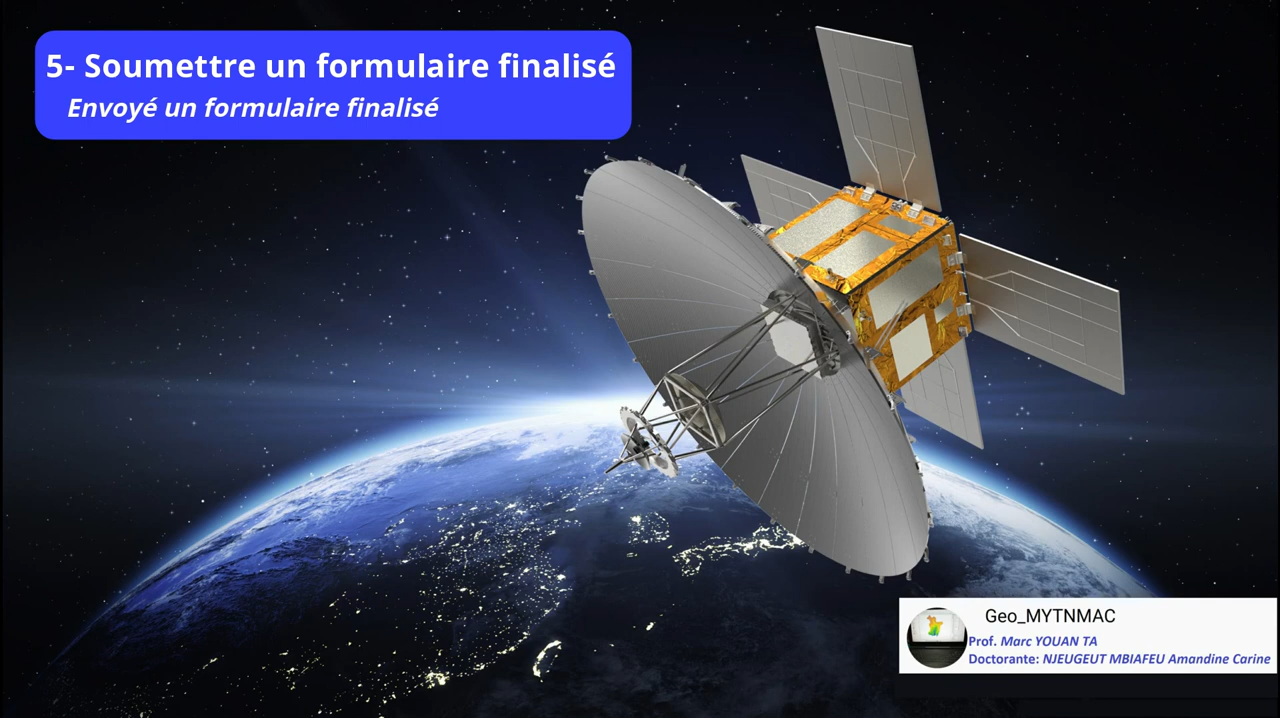 5- Soumettre un formulaire finalisé
Envoyé un formulaire finalisé
Geo_MYTNMAC
Prof. Marc YOUAN TA
Doctorante: NJEUGEUT MBIAFEU Amandine Carine